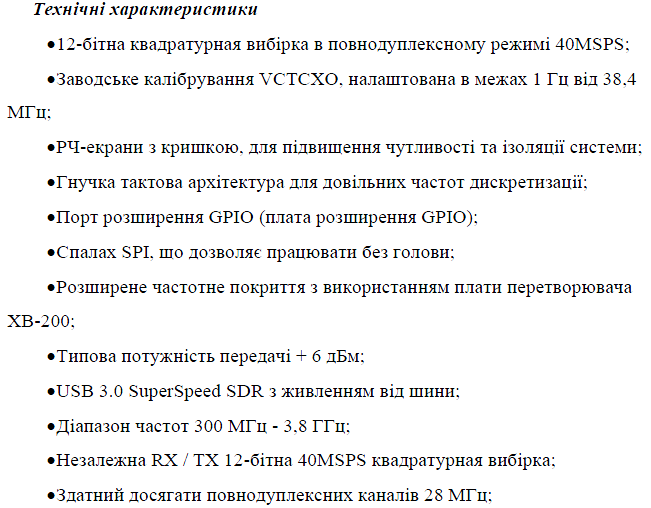 Технічні характеристики
●12-бітна квадратурная вибірка в повнодуплексному режимі 40MSPS;
●Заводське калібрування VCTCXO, налаштована в межах 1 Гц від 38,4
МГц;
●РЧ-екрани з кришкою, для підвищення чутливості та ізоляції системи;
●Гнучка тактова архітектура для довільних частот дискретизації;
●Порт розширення GPIO (плата розширення GPIO);
●Спалах SPI, що дозволяє працювати без голови;
●Розширене частотне покриття з використанням плати перетворювача
XB-200;
●Типова потужність передачі + 6 дБм;
●USB 3.0 SuperSpeed SDR з живленням від шини;
●Діапазон частот 300 МГц - 3,8 ГГц;
●Незалежна RX / TX 12-бітна 40MSPS квадратурная вибірка;
●Здатний досягати повнодуплексних каналів 28 МГц;